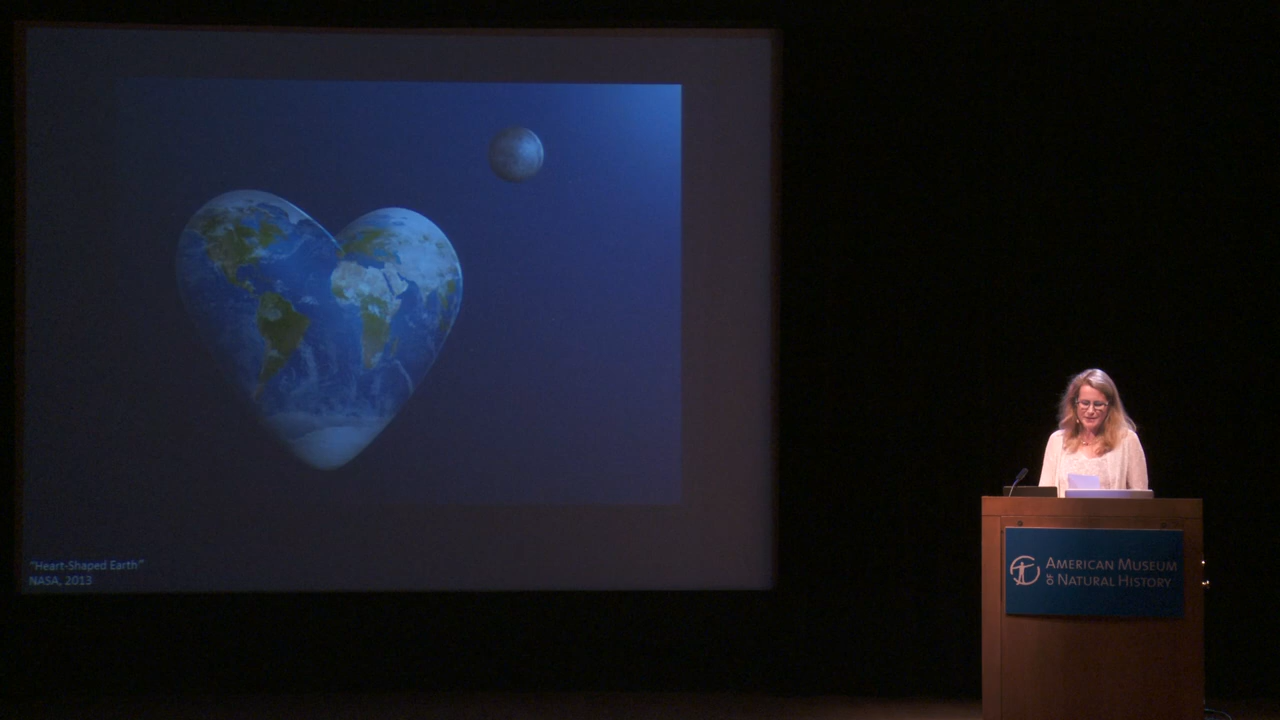 "Heart-Shaped Earth"
NASA, 2013
AMERICAN MUSEUM
OF NATURAL HISTORY